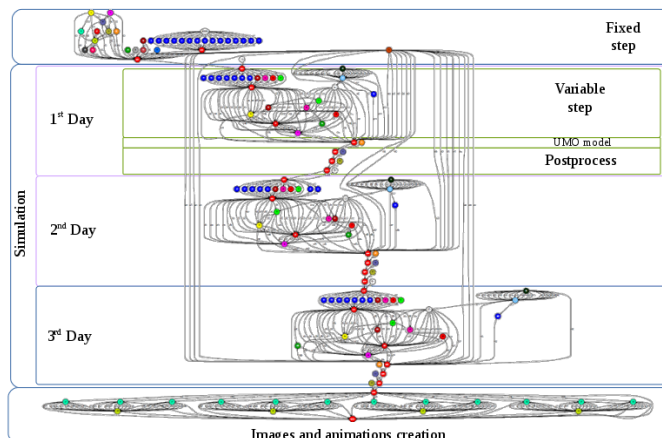 Fixed
step
Variable
step
1st Day
UMO model
Postprocess
Simulation
2nd Day
3rd Day
Images and animations creation